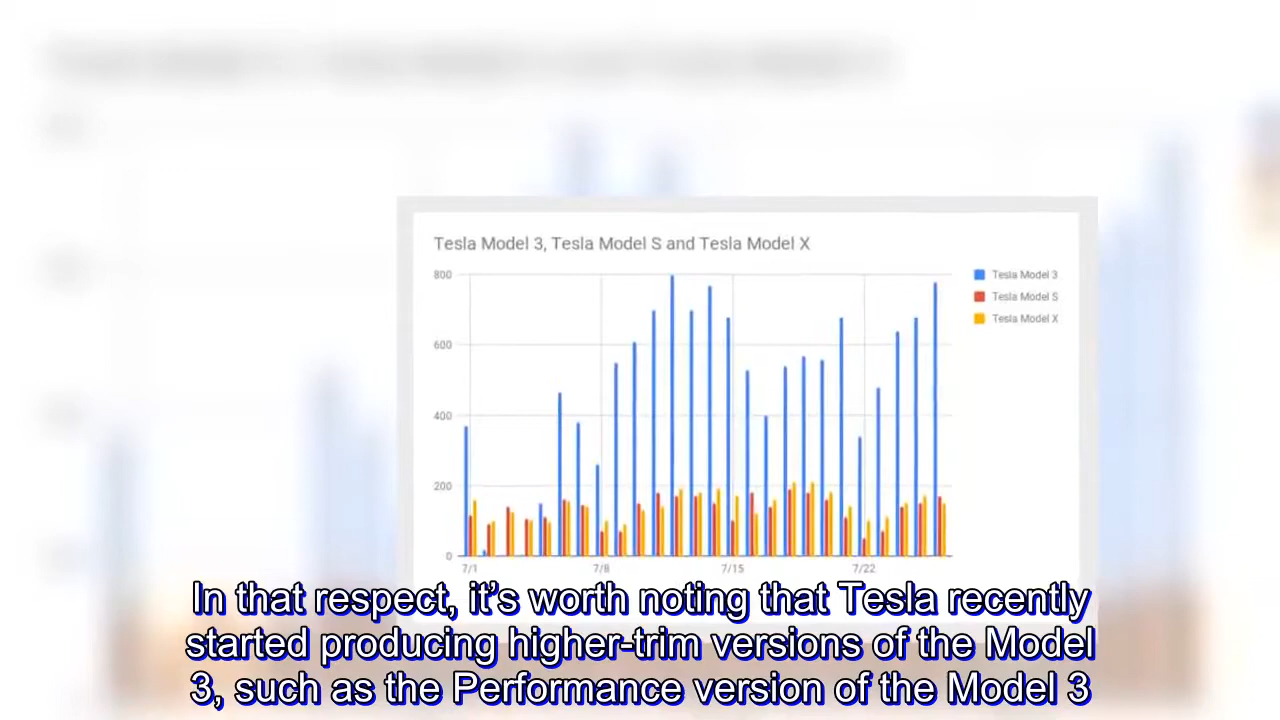 Tesla Model 3, Tesla Model S and Tesla Model X
800
600
400
200
0
7/1
7/8
7/15
7/22
Tesla Model 3
Tesla Model S
Tesla Model X
In that respect, it's worth noting that Tesla recently
started producing higher-trim versions of the Model
3, such as the Performance version of the Model 3